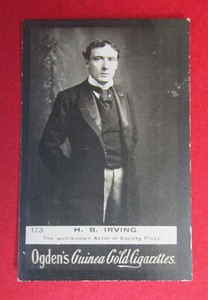 173 H. B. IRVING
The well-known Actor in Society Plays.
Ogden's Guinea Gold Cigarettes.